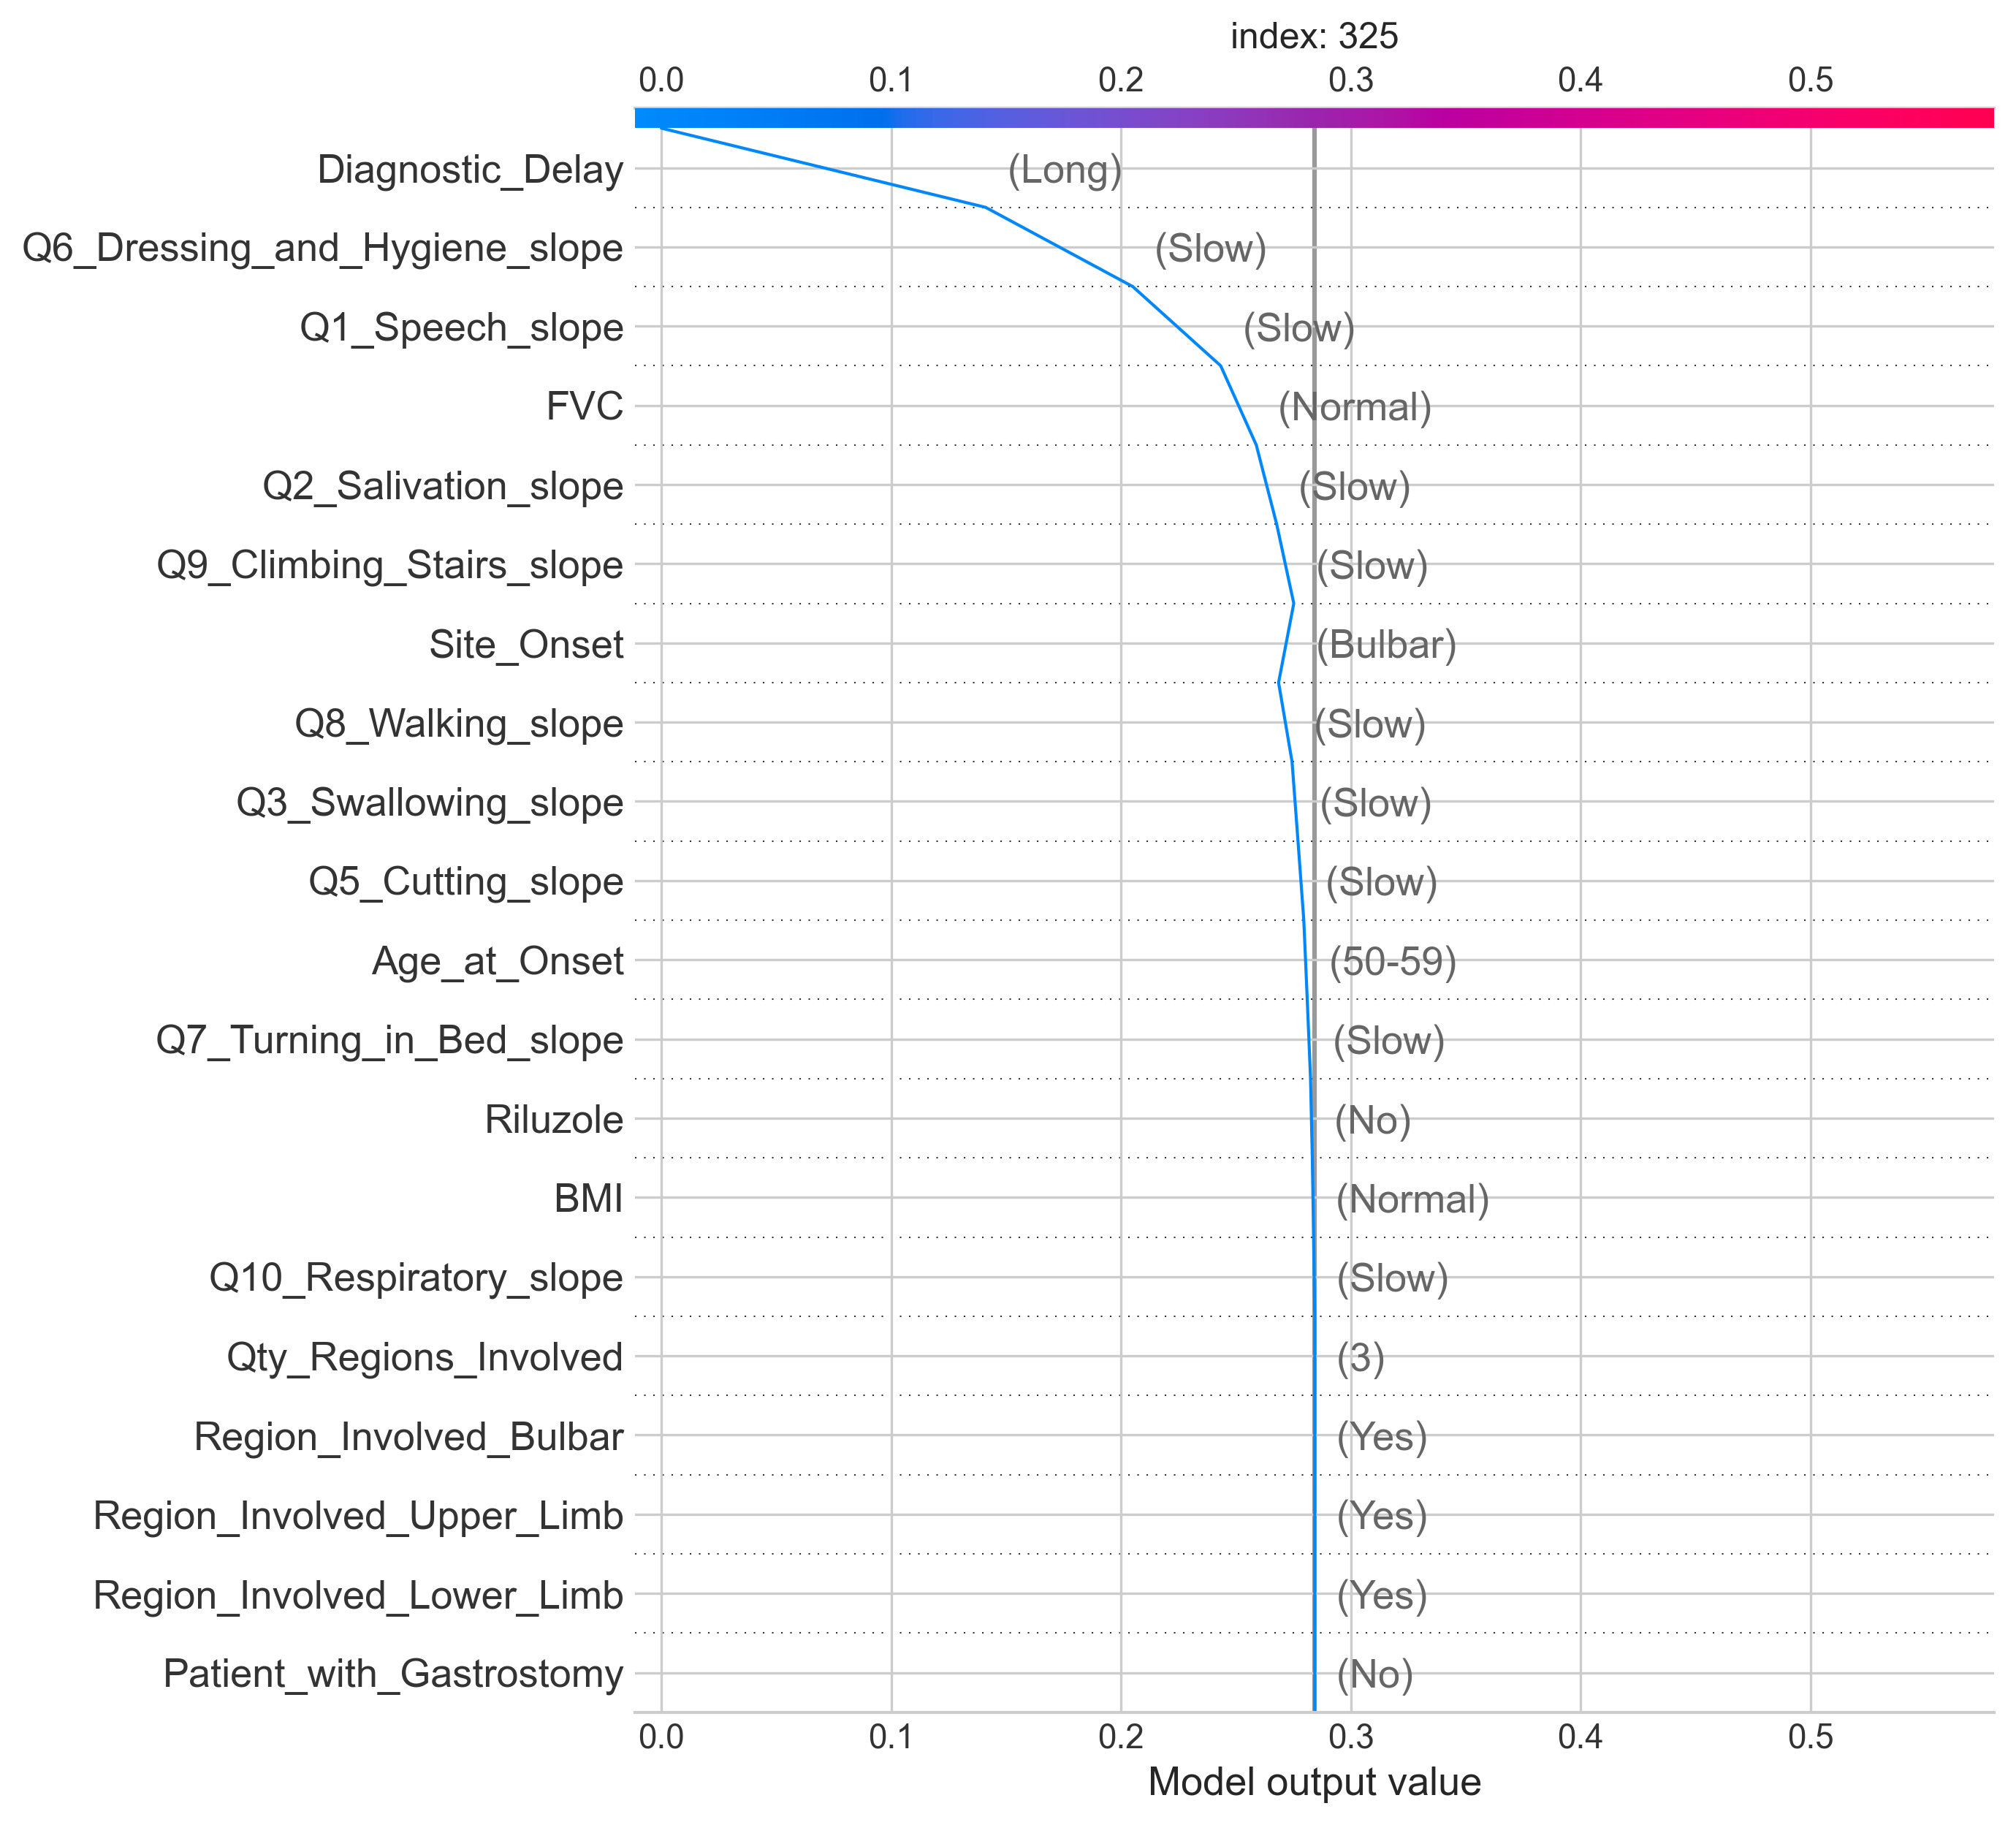 index: 325
0.0 0.1 0.2 0.3 0.4 0.5
Diagnostic_Delay (Long)
Q6_Dressing_and_Hygiene_slope (Slow)
Q1_Speech_slope (Slow)
FVC (Normal)
Q2_Salivation_slope (Slow)
Q9_Climbing_Stairs_slope (Slow)
Site_Onset (Bulbar)
Q8_Walking_slope (Slow)
Q3_Swallowing_slope (Slow)
Q5_Cutting_slope (Slow)
Age_at_Onset (50-59)
Q7_Turning_in_Bed_slope (Slow)
Riluzole (No)
BMI (Normal)
Q10_Respiratory_slope (Slow)
Qty_Regions_Involved (3)
Region_Involved_Bulbar (Yes)
Region_Involved_Upper_Limb (Yes)
Region_Involved_Lower_Limb (Yes)
Patient_with_Gastrostomy (No)
0.0 0.1 0.2 0.3 0.4 0.5
Model output value